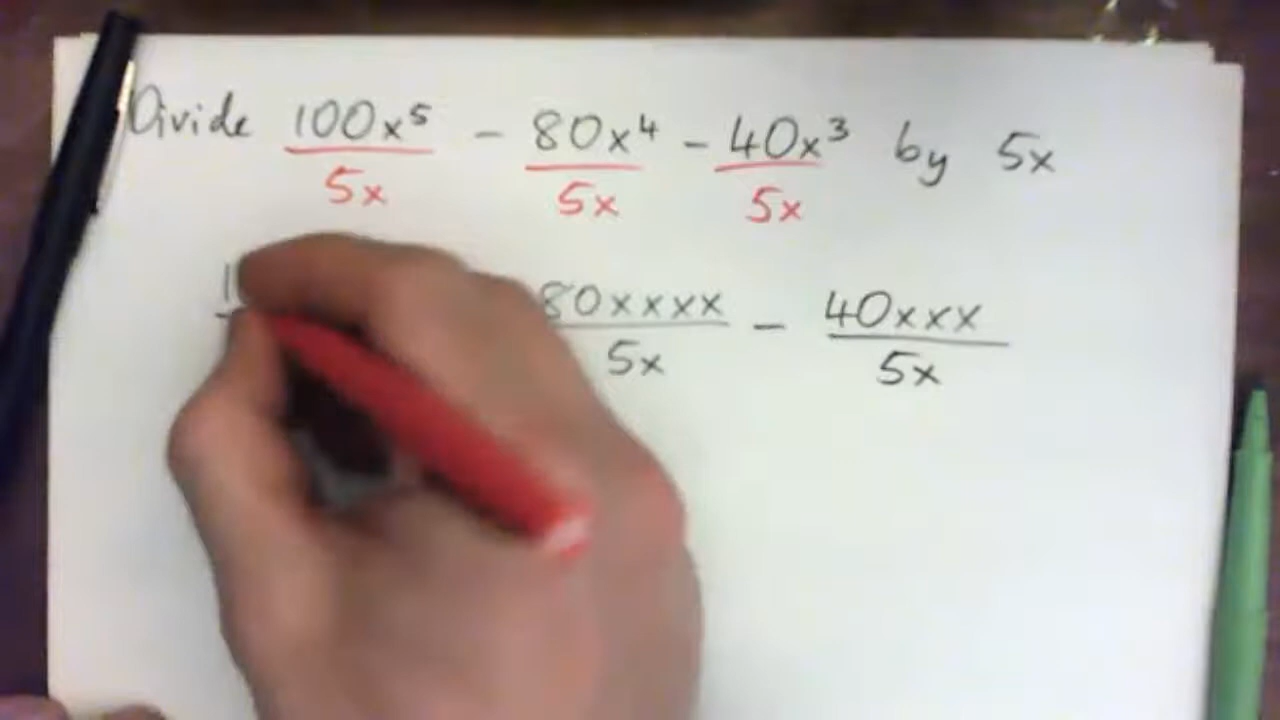 Divide 100x⁵ - 80x⁴ - 40x³ by 5x
5x 5x 5x
80xxxx - 40xxx
5x 5x